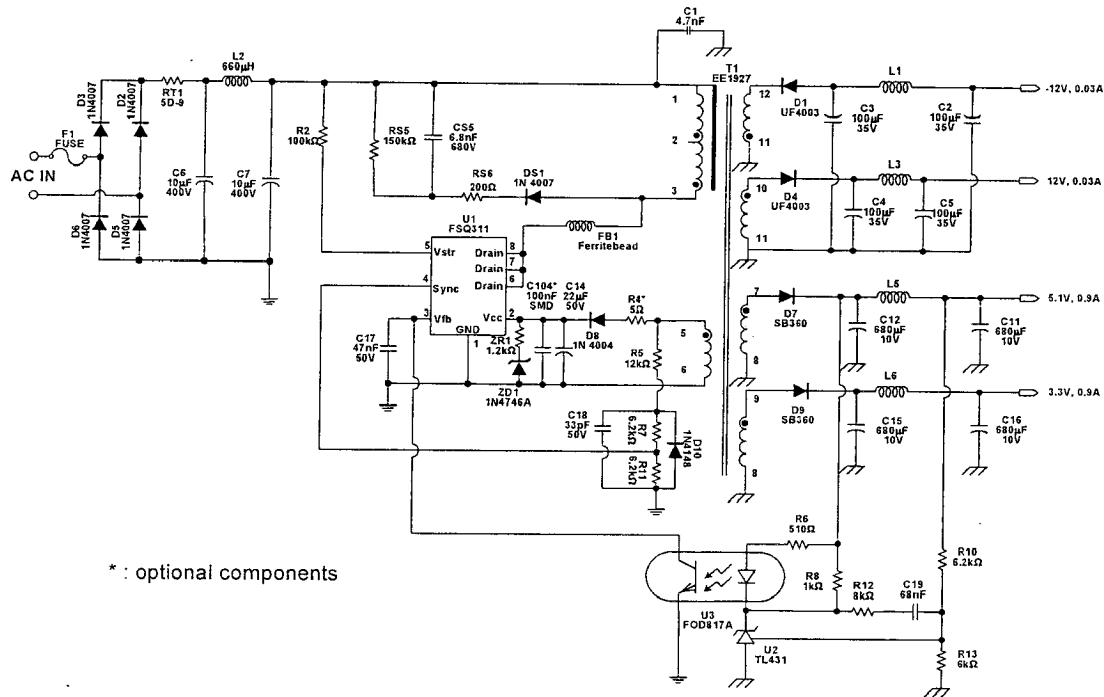 C1
4.7nF
L2
660µH
T1
EE1927
D3
1N4007
D2
1N4007
RT1
5D-9
F1
FUSE
AC IN
C6
10µF
400V
C7
10µF
400V
D6
1N4007
D5
1N4007
R2
100kΩ
RS5
150kΩ
CS5
6.8nF
680V
RS6
200Ω
DS1
1N 4007
1
2
3
FB1
Ferritebead
12
11
D1
UF4003
C3
100µF
35V
L1
C2
100µF
35V
-12V, 0.03A
10
11
D4
UF4003
L3
C4
100µF
35V
C5
100µF
35V
12V, 0.03A
U1
FSQ311
5
Vstr
4
Sync
3
Vfb
Drain
8
Drain
7
Drain
6
Vcc
2
GND
1
C104*
100nF
SMD
C14
22µF
50V
R4*
5Ω
D8
1N 4004
ZR1
1.2kΩ
ZD1
1N4746A
C17
47nF
50V
R5
12kΩ
5
6
7
8
D7
SB360
L5
C12
680µF
10V
C11
680µF
10V
5.1V, 0.9A
9
8
D9
SB360
L6
C15
680µF
10V
C16
680µF
10V
3.3V, 0.9A
C18
33pF
50V
R7
6.2kΩ
R11
6.2kΩ
D10
1N4148
R6
510Ω
R8
1kΩ
R12
8kΩ
C19
68nF
R10
6.2kΩ
U3
FOD817A
U2
TL431
R13
6kΩ
* : optional components